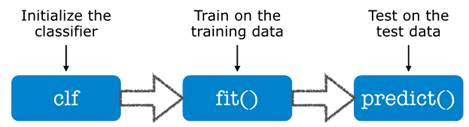 Initialize the
classifier
Train on the
training data
Test on the
test data
clf
fit()
predict()